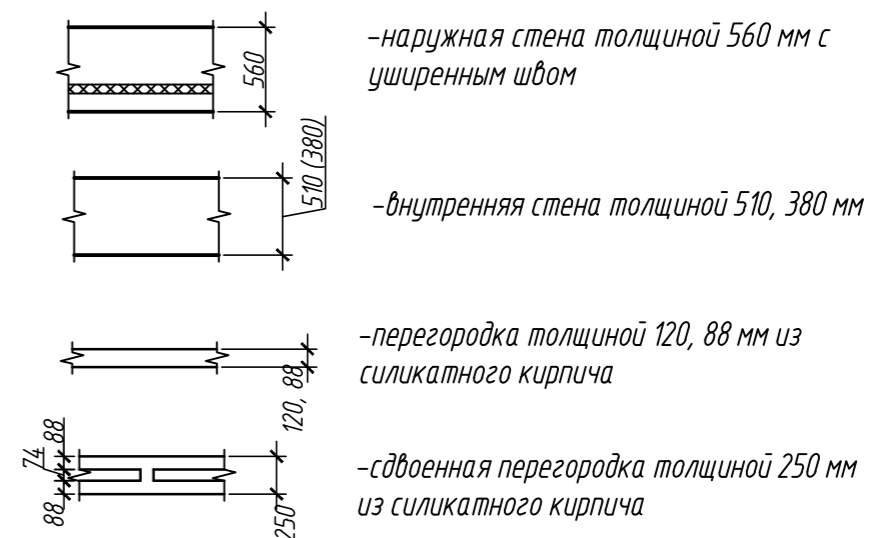 -наружная стена толщиной 560 мм с
уширенным швом
560
-внутренняя стена толщиной 510, 380 мм
510 (380)
-перегородка толщиной 120, 88 мм из
силикатного кирпича
120, 88
-сдвоенная перегородка толщиной 250 мм
из силикатного кирпича
88
74
88
250